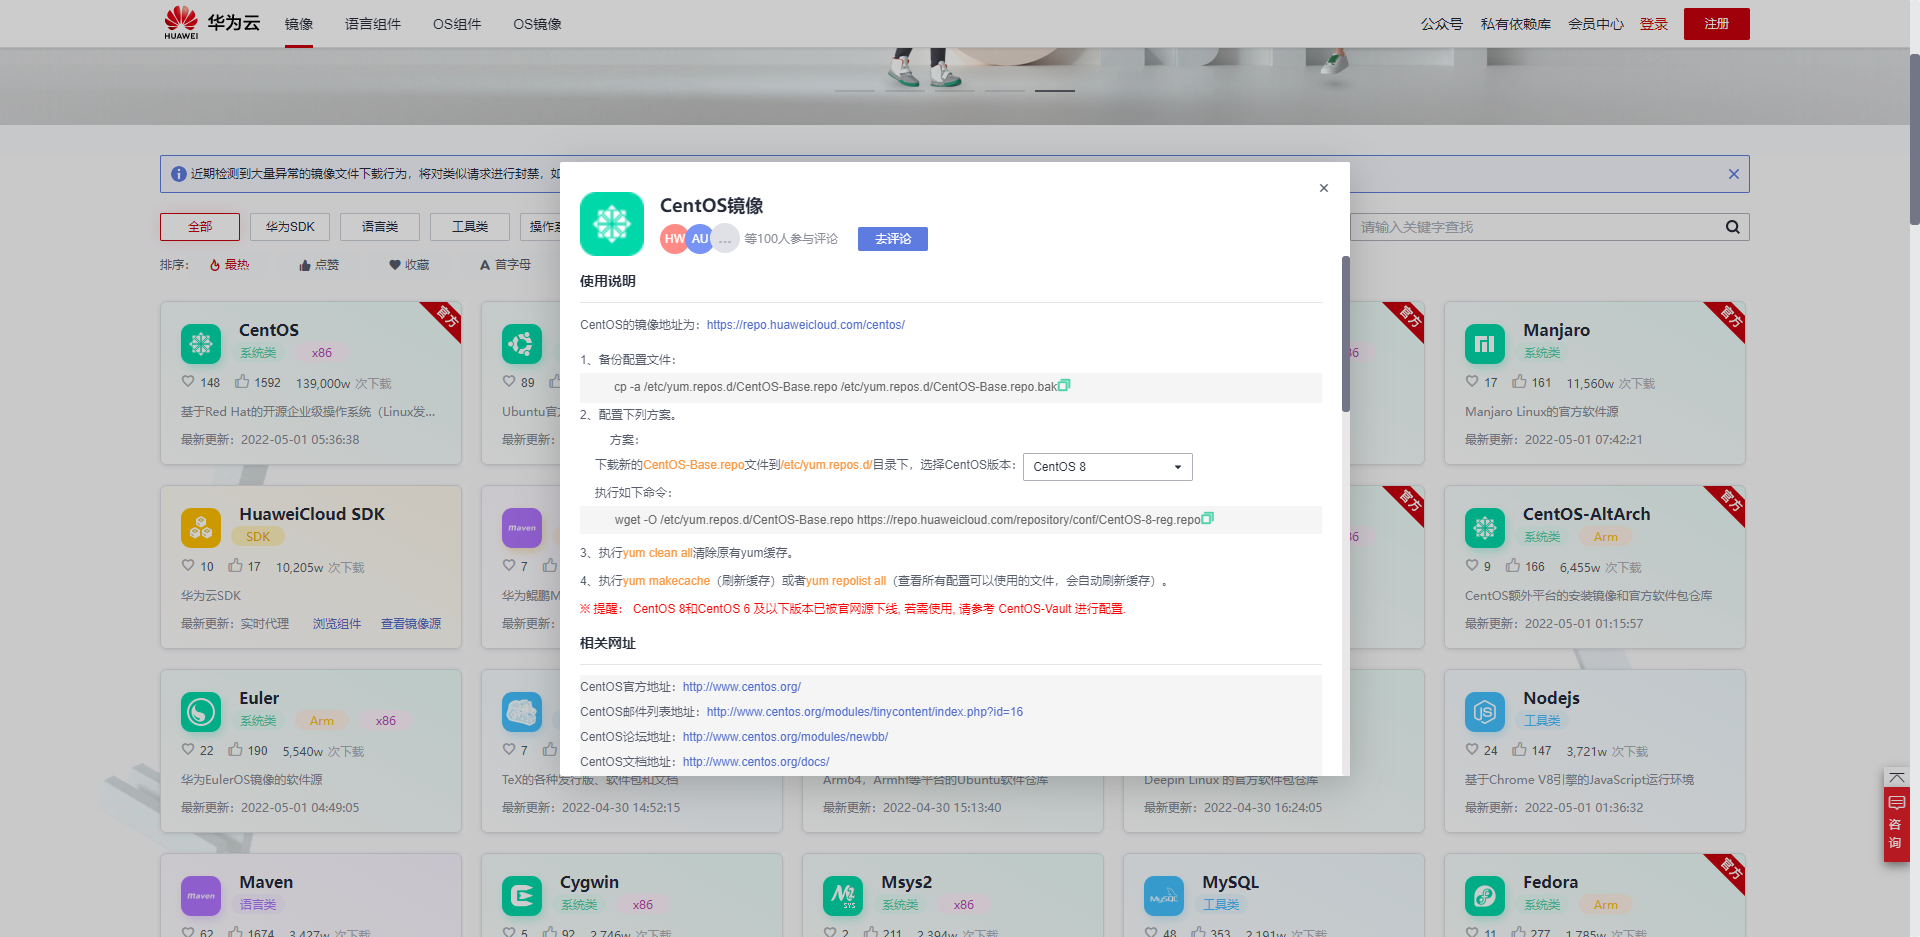 HUAWEI 华为云 镜像 语言组件 OS组件 OS镜像 公众号 私有依赖库 会员中心 登录 注册
近期检测到大量异常的镜像文件下载行为，将对类似请求进行封禁，如
全部 华为SDK 语言类 工具类 操作系 请输入关键字查找
排序： 最热 点赞 收藏 A 首字母
CentOS镜像
HW AU ... 等100人参与评论 去评论
使用说明
CentOS的镜像地址为：https://repo.huaweicloud.com/centos/
1、备份配置文件：
cp -a /etc/yum.repos.d/CentOS-Base.repo /etc/yum.repos.d/CentOS-Base.repo.bak
2、配置下列方案。
方案：
下载新的CentOS-Base.repo文件到/etc/yum.repos.d/目录下，选择CentOS版本： CentOS 8
执行如下命令：
wget -O /etc/yum.repos.d/CentOS-Base.repo https://repo.huaweicloud.com/repository/conf/CentOS-8-reg.repo
3、执行yum clean all清除原有yum缓存。
4、执行yum makecache（刷新缓存）或者yum repolist all（查看所有配置可以使用的文件，会自动刷新缓存）。
※ 提醒： CentOS 8和CentOS 6 及以下版本已被官网源下线, 若需使用, 请参考 CentOS-Vault 进行配置.
相关网址
CentOS官方地址：http://www.centos.org/
CentOS邮件列表地址：http://www.centos.org/modules/tinycontent/index.php?id=16
CentOS论坛地址：http://www.centos.org/modules/newbb/
CentOS文档地址：http://www.centos.org/docs/
CentOS 官方
系统类 x86
148 1592 139,000w 次下载
基于Red Hat的开源企业级操作系统（Linux发...
最新更新：2022-05-01 05:36:38
89
Ubuntu官
最新更新：
官方
86
Manjaro 官方
系统类
17 161 11,560w 次下载
Manjaro Linux的官方软件源
最新更新：2022-05-01 07:42:21
HuaweiCloud SDK
SDK
10 17 10,205w 次下载
华为云SDK
最新更新：实时代理 浏览组件 查看镜像源
maven
7
华为鲲鹏M
最新更新：
官方
86
CentOS-AltArch 官方
系统类 Arm
9 166 6,455w 次下载
CentOS额外平台的安装镜像和官方软件包仓库
最新更新：2022-05-01 01:15:57
Euler
系统类 Arm x86
22 190 5,540w 次下载
华为EulerOS镜像的软件源
最新更新：2022-05-01 04:49:05
7
TeX的各种发行版、软件包和文档
最新更新：2022-04-30 14:52:15
Arm64，Armhf等平台的Ubuntu软件仓库
最新更新：2022-04-30 15:13:40
Deepin Linux 的官方软件包仓库
最新更新：2022-04-30 16:24:05
Nodejs
工具类
24 147 3,721w 次下载
基于Chrome V8引擎的JavaScript运行环境
最新更新：2022-05-01 01:36:32
maven Maven
语言类
62 1674 3,427w 次下载
Cygwin
系统类 x86
5 92 2,746w 次下载
Msys2
系统类 x86
2 211 2,394w 次下载
MySQL MySQL
工具类
48 353 2,191w 次下载
Fedora 官方
系统类 Arm
11 277 1,785w 次下载
咨
询